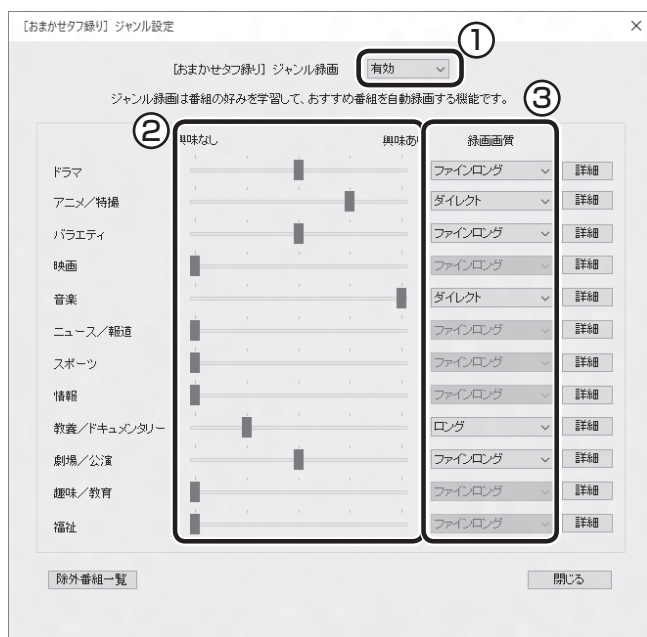 [おまかせタフ録り] ジャンル設定
①
[おまかせタフ録り] ジャンル録画 有効
ジャンル録画は番組の好みを学習して、おすすめ番組を自動録画する機能です。
② ③
興味なし 興味あり 録画画質
ドラマ ファインロング 詳細
アニメ/特撮 ダイレクト 詳細
バラエティ ファインロング 詳細
映画 ファインロング 詳細
音楽 ダイレクト 詳細
ニュース/報道 ファインロング 詳細
スポーツ ファインロング 詳細
情報 ファインロング 詳細
教養/ドキュメンタリー ロング 詳細
劇場/公演 ファインロング 詳細
趣味/教育 ファインロング 詳細
福祉 ファインロング 詳細
除外番組一覧 閉じる